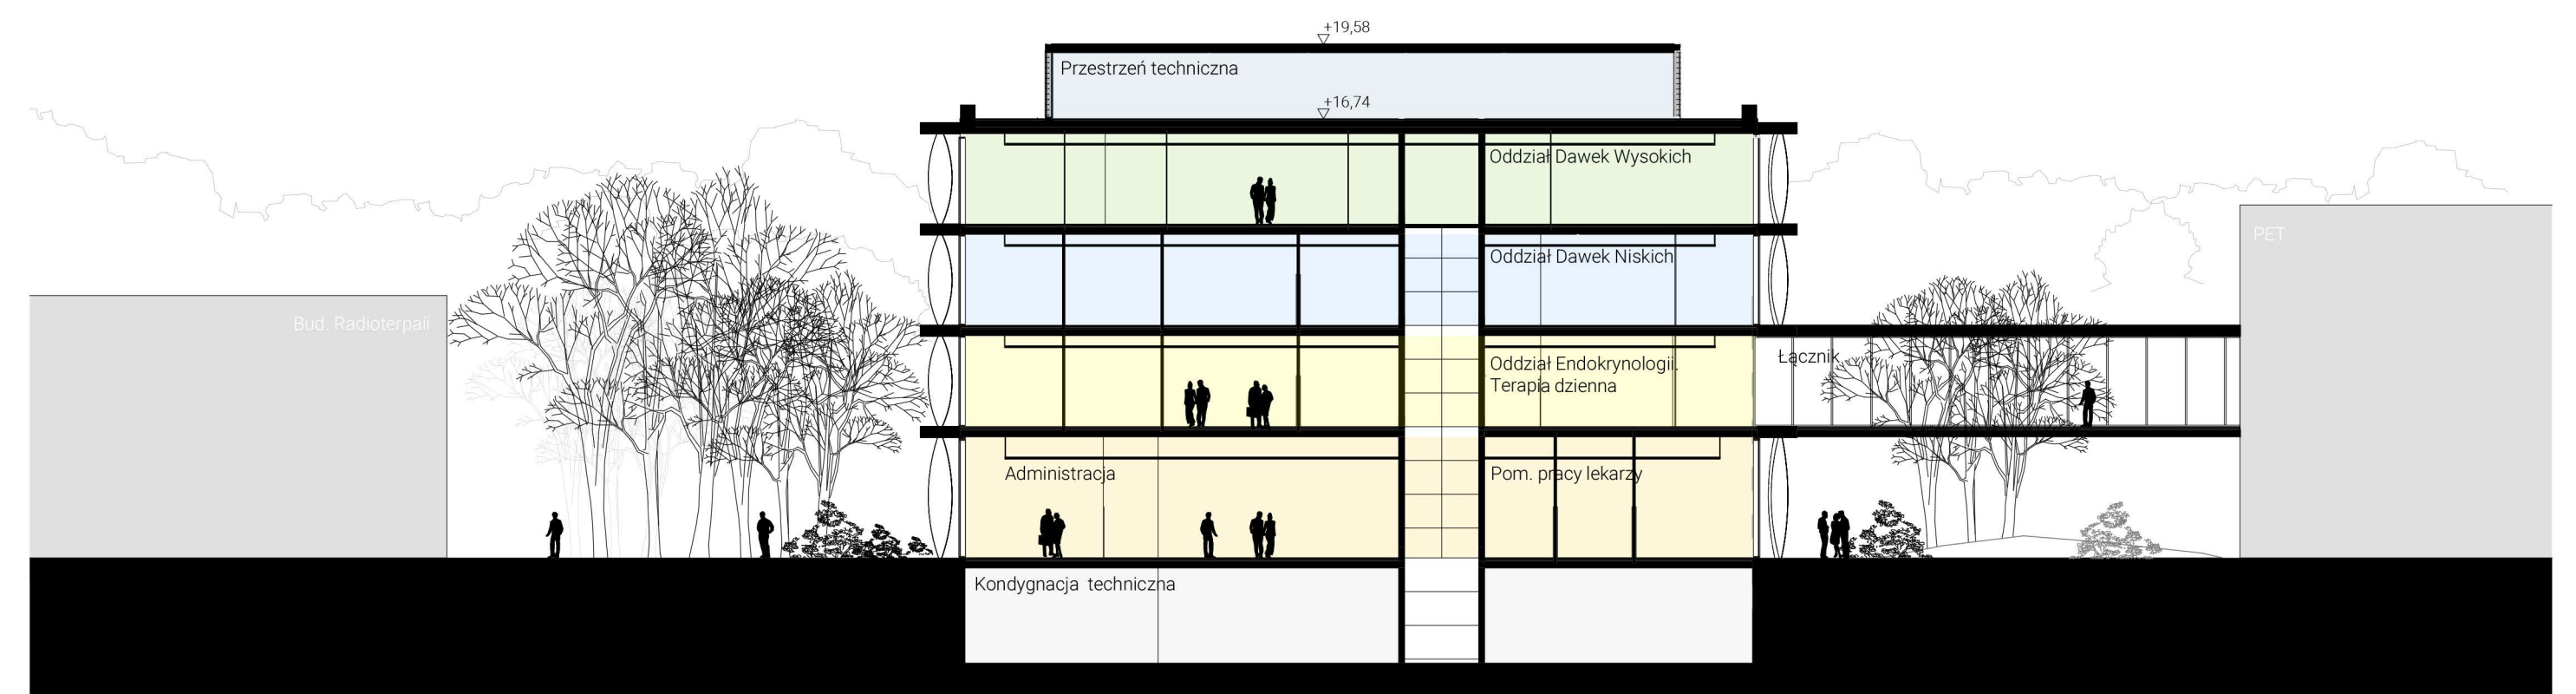 +19,58
Przestrzeń techniczna
+16,74
Oddział Dawek Wysokich
PET
Oddział Dawek Niskich
Bud. Radioterpaii
Łącznik
Oddział Endokrynologii.
Terapia dzienna
Administracja
Pom. pracy lekarzy
Kondygnacja techniczna